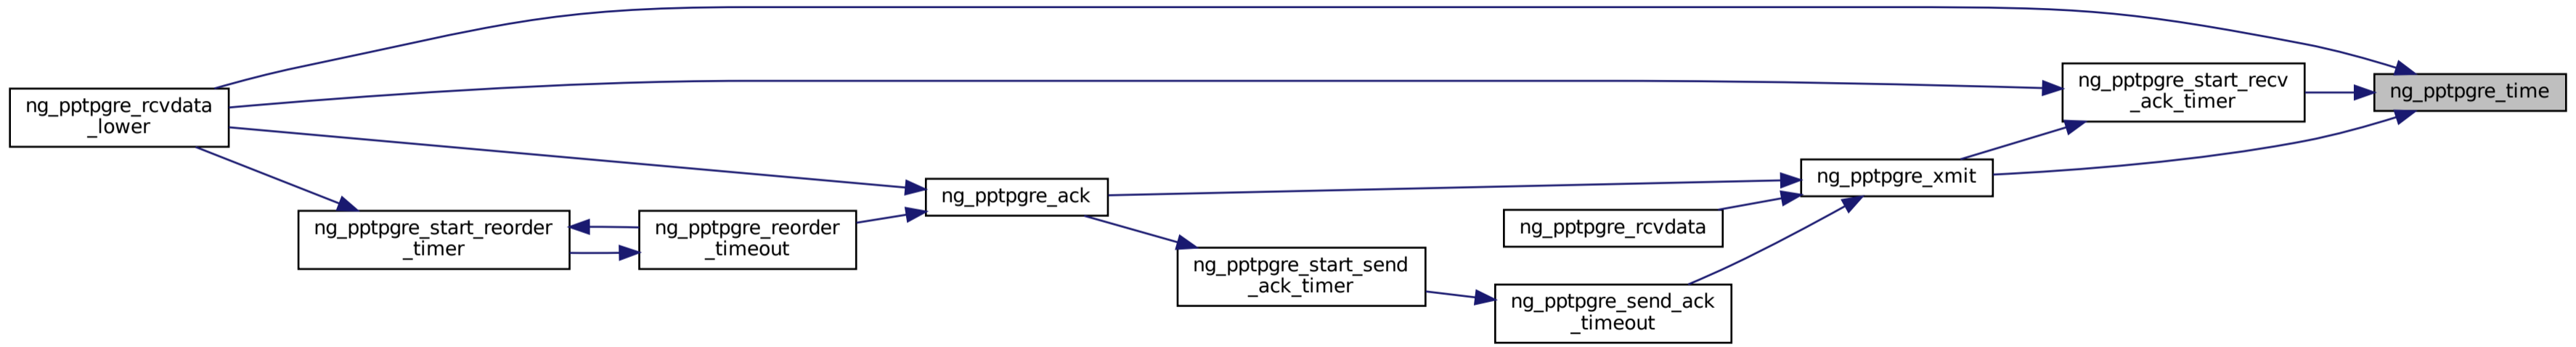 ng_pptpgre_rcvdata
_lower
ng_pptpgre_start_reorder
_timer
ng_pptpgre_reorder
_timeout
ng_pptpgre_ack
ng_pptpgre_start_send
_ack_timer
ng_pptpgre_rcvdata
ng_pptpgre_send_ack
_timeout
ng_pptpgre_xmit
ng_pptpgre_start_recv
_ack_timer
ng_pptpgre_time